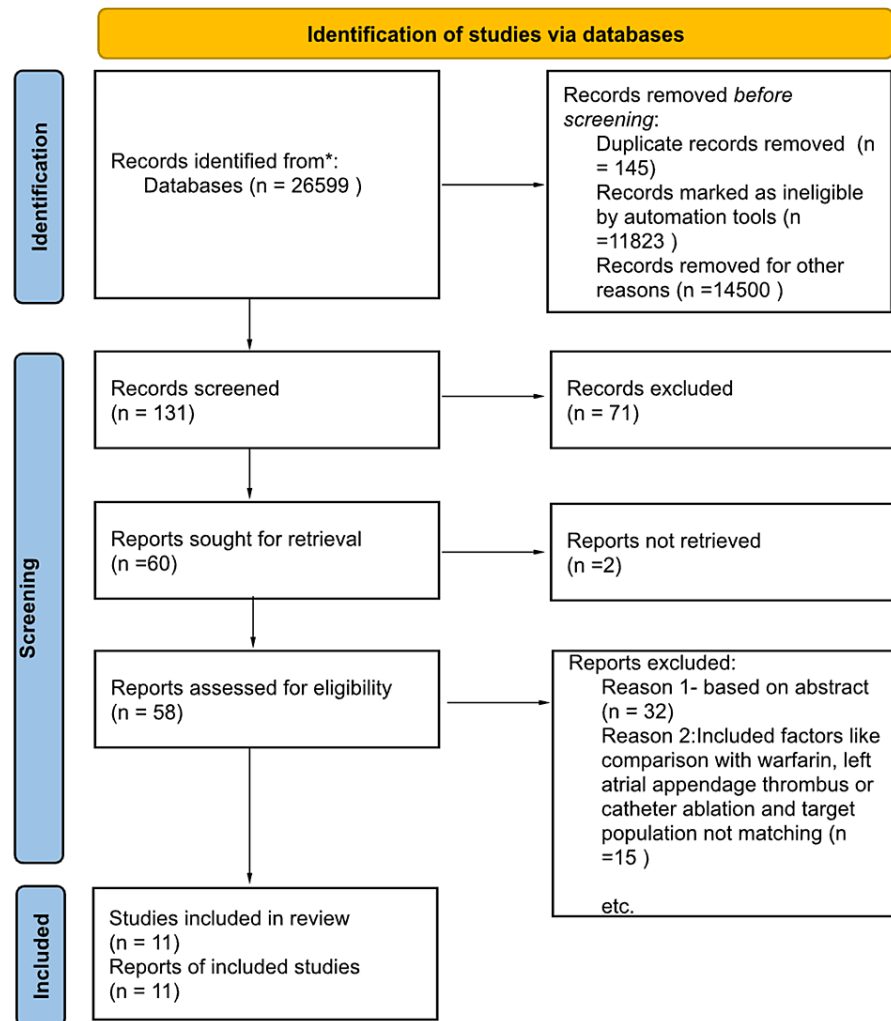 Identification of studies via databases
Identification
Records identified from*:
Databases (n = 26599 )
Records removed before
screening:
Duplicate records removed (n
= 145)
Records marked as ineligible
by automation tools (n
=11823 )
Records removed for other
reasons (n =14500 )
Screening
Records screened
(n = 131)
Records excluded
(n = 71)
Reports sought for retrieval
(n =60)
Reports not retrieved
(n =2)
Reports assessed for eligibility
(n = 58)
Reports excluded:
Reason 1- based on abstract
(n = 32)
Reason 2:Included factors like
comparison with warfarin, left
atrial appendage thrombus or
catheter ablation and target
population not matching (n
=15 )
etc.
Included
Studies included in review
(n = 11)
Reports of included studies
(n = 11)